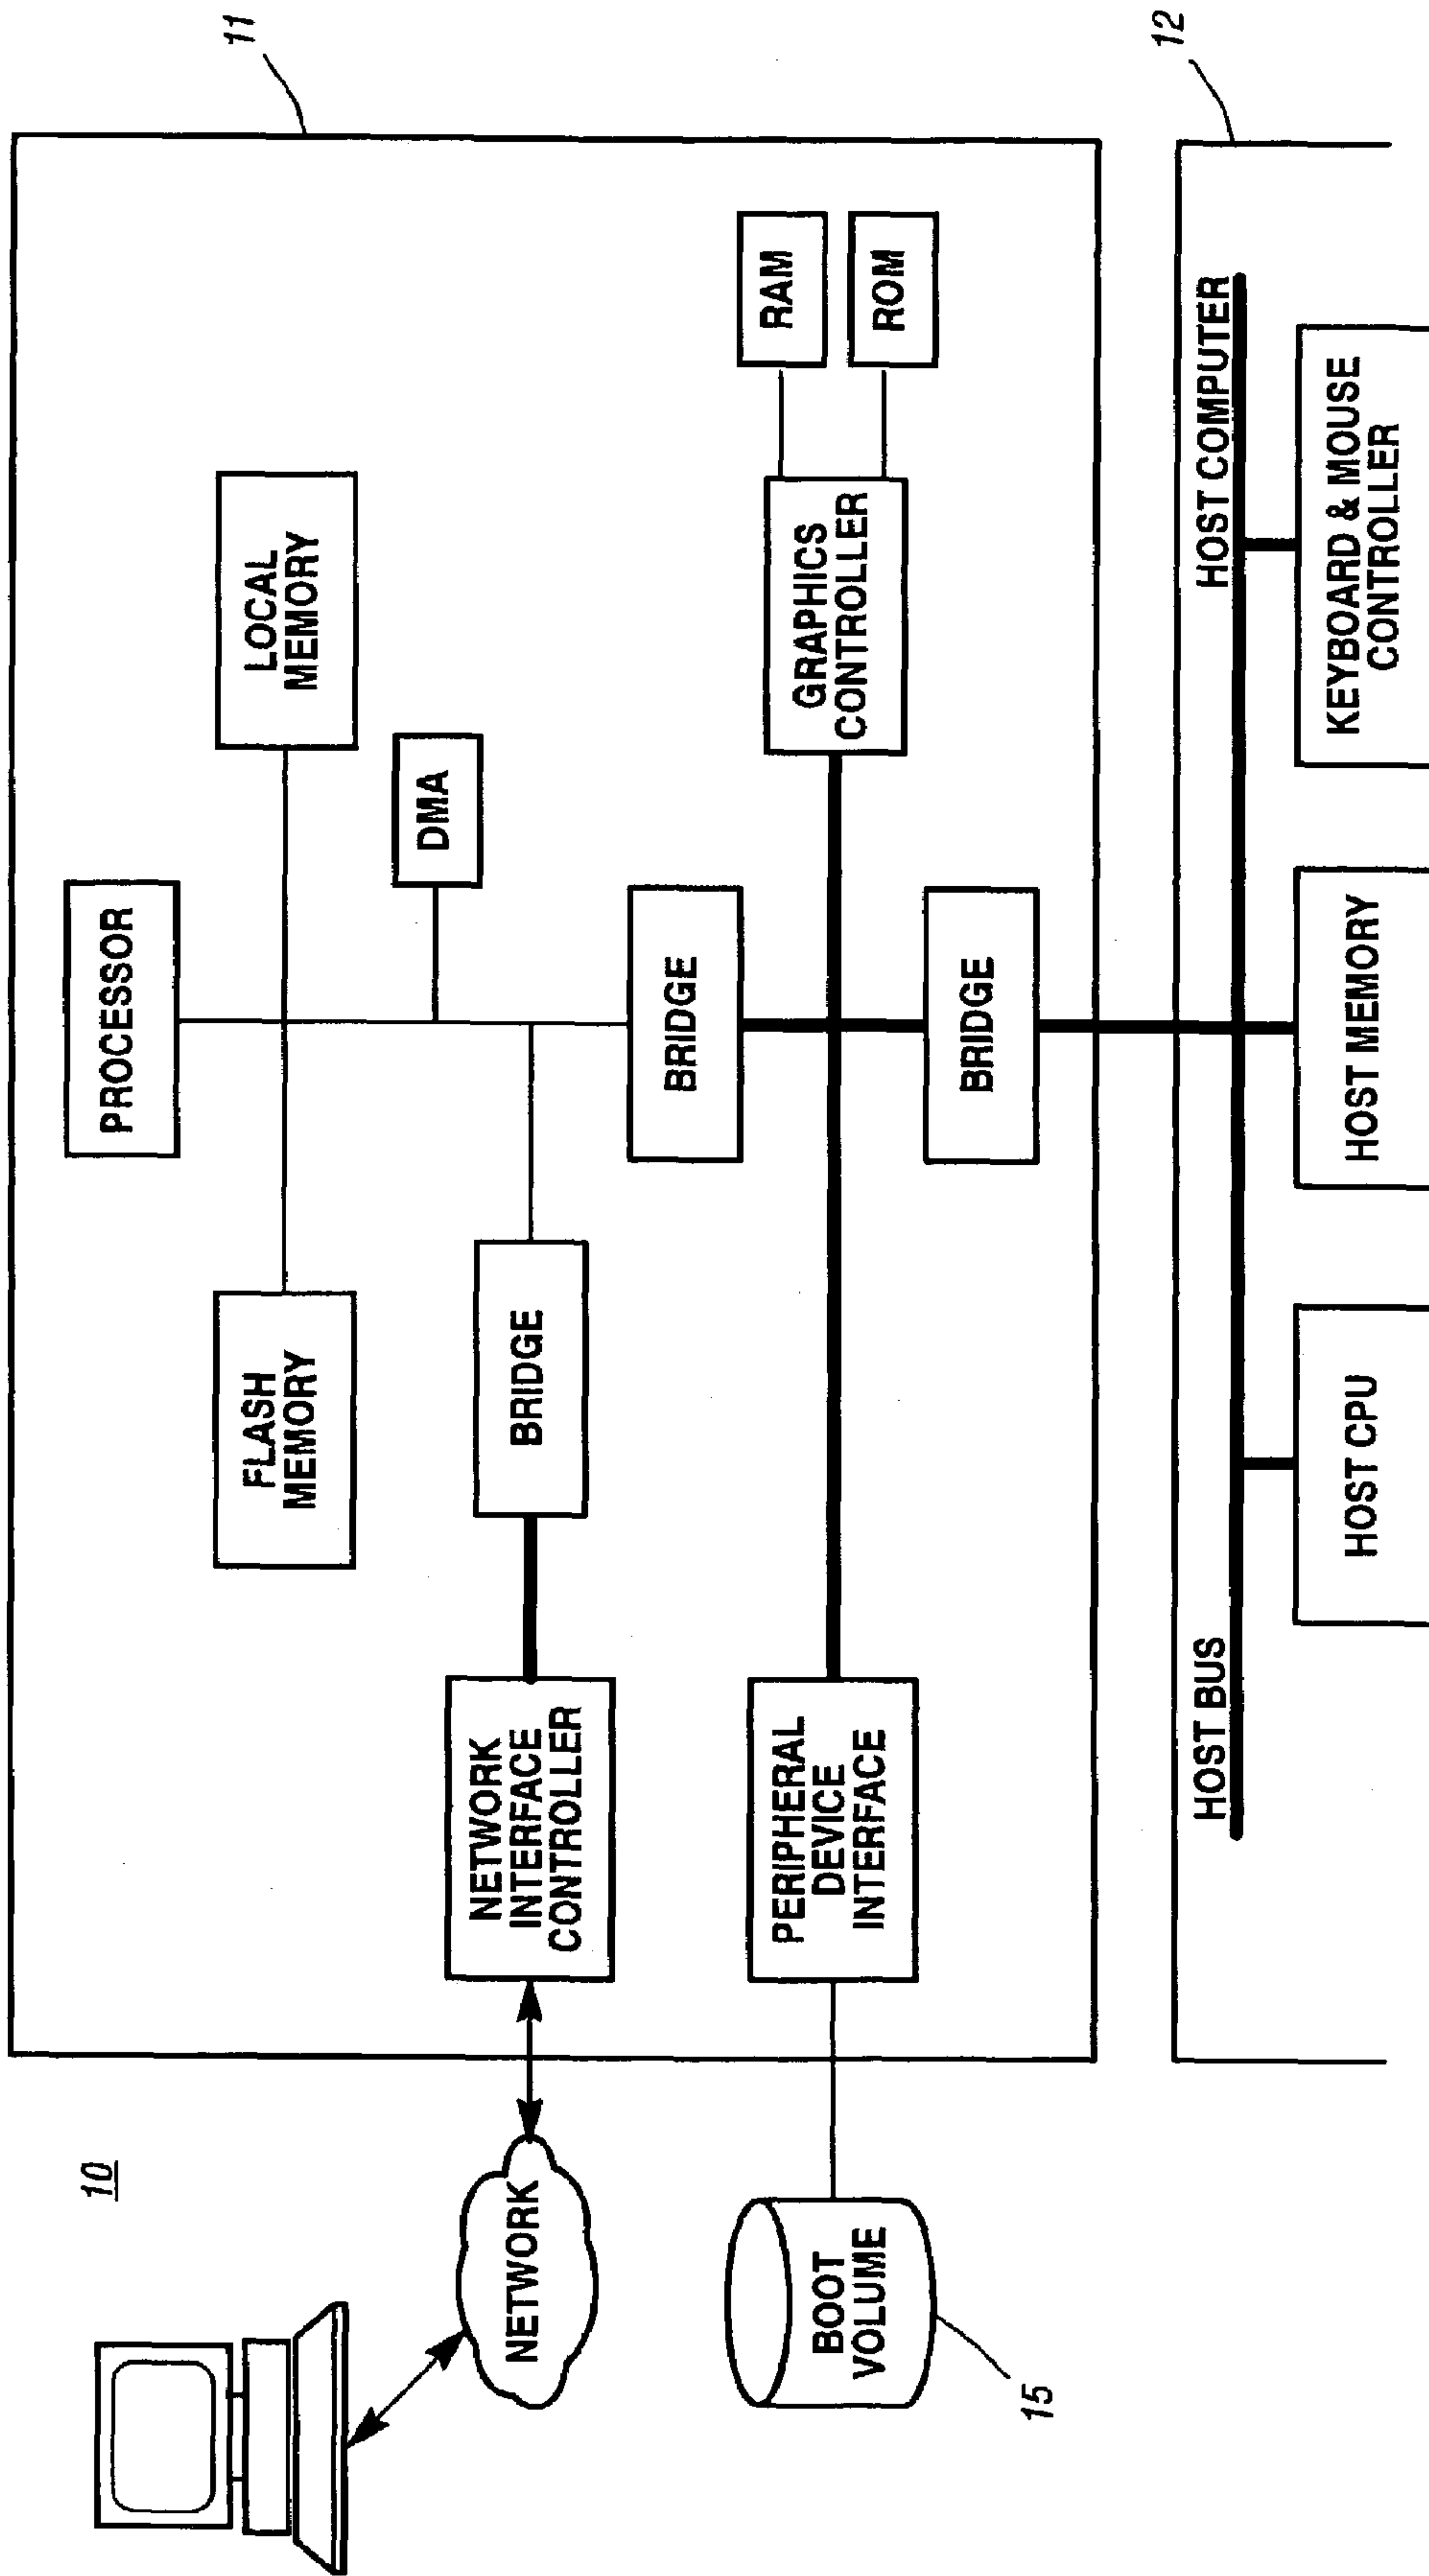 10
11
PROCESSOR
FLASH
MEMORY
LOCAL
MEMORY
DMA
NETWORK
INTERFACE
CONTROLLER
BRIDGE
NETWORK
BRIDGE
RAM
ROM
PERIPHERAL
DEVICE
INTERFACE
GRAPHICS
CONTROLLER
BOOT
VOLUME
15
BRIDGE
12
HOST BUS
HOST COMPUTER
HOST CPU
HOST MEMORY
KEYBOARD & MOUSE
CONTROLLER